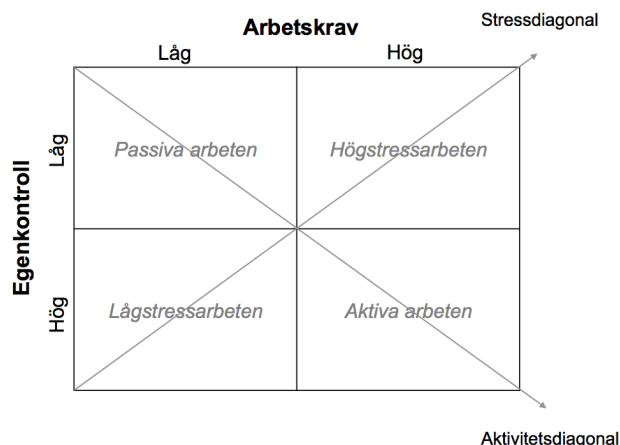 Arbetskrav
Stressdiagonal
Låg
Hög
Egenkontroll
Låg
Passiva arbeten
Högstressarbeten
Hög
Lågstressarbeten
Aktiva arbeten
Aktivitetsdiagonal